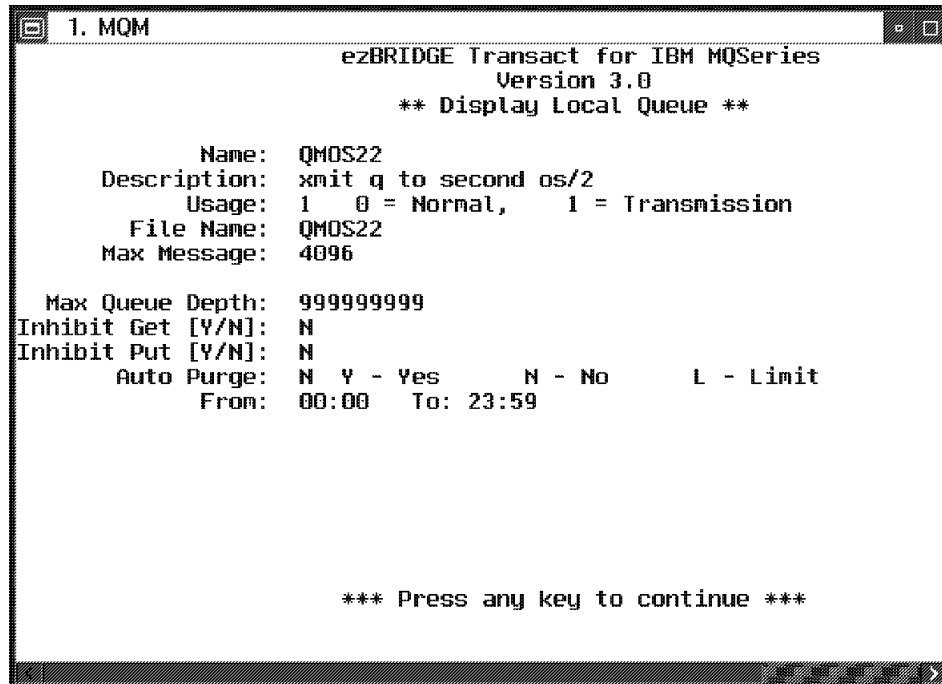 1. MQM
ezBRIDGE Transact for IBM MQSeries
Version 3.0
** Display Local Queue **
Name: QMOS22
Description: xmit q to second os/2
Usage: 1 0 = Normal, 1 = Transmission
File Name: QMOS22
Max Message: 4096
Max Queue Depth: 999999999
Inhibit Get [Y/N]: N
Inhibit Put [Y/N]: N
Auto Purge: N Y - Yes N - No L - Limit
From: 00:00 To: 23:59
*** Press any key to continue ***